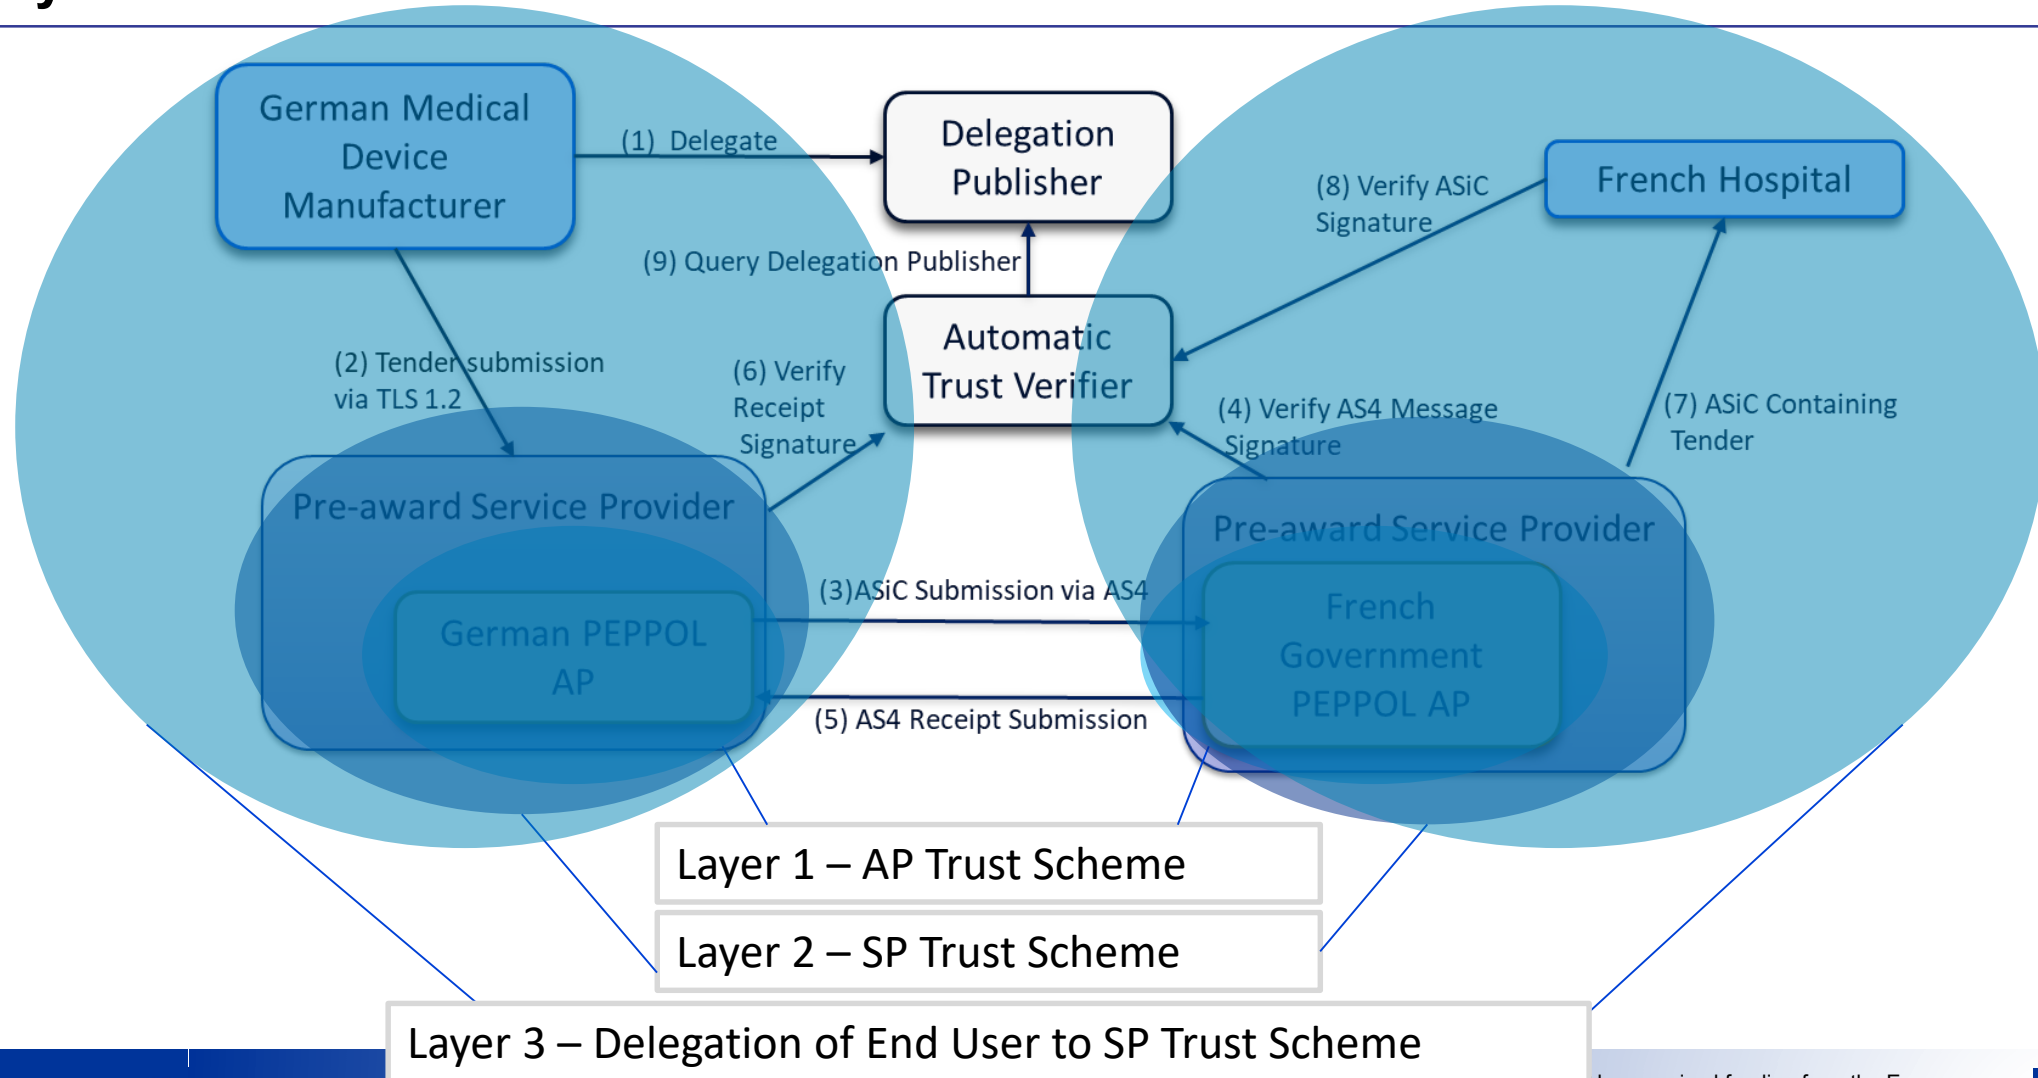 German Medical
Device
Manufacturer
(1) Delegate
Delegation
Publisher
(8) Verify ASiC
Signature
French Hospital
(9) Query Delegation Publisher
Automatic
Trust Verifier
(2) Tender submission
via TLS 1.2
(6) Verify
Receipt
Signature
(4) Verify AS4 Message
Signature
(7) ASiC Containing
Tender
Pre-award Service Provider
Pre-award Service Provider
German PEPPOL
AP
(3)ASiC Submission via AS4
French
Government
PEPPOL AP
(5) AS4 Receipt Submission
Layer 1 – AP Trust Scheme
Layer 2 – SP Trust Scheme
Layer 3 – Delegation of End User to SP Trust Scheme